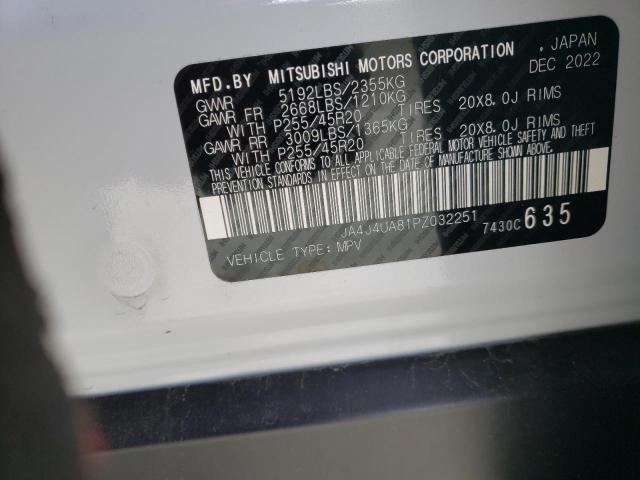 MFD.BY MITSUBISHI MOTORS CORPORATION . JAPAN
DEC 2022
GVWR 5192LBS/2355KG
GAWR FR 2668LBS/1210KG
WITH P255/45R20 TIRES 20X8.0J RIMS
GAWR RR 3009LBS/1365KG
WITH P255/45R20 TIRES 20X8.0J RIMS
THIS VEHICLE CONFORMS TO ALL APPLICABLE FEDERAL MOTOR VEHICLE SAFETY AND THEFT
PREVENTION STANDARDS IN EFFECT ON THE DATE OF MANUFACTURE SHOWN ABOVE.
JA4J4UA81PZ032251 7430C 635
VEHICLE TYPE: MPV